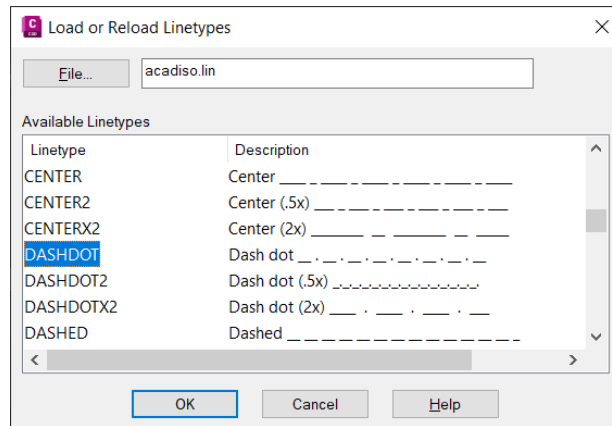 C
Load or Reload Linetypes
File...
acadiso.lin
Available Linetypes
Linetype Description
CENTER Center ____ _ ____ _ ____ _ ____ _ ____ _ ____
CENTER2 Center (.5x) ___ _ ___ _ ___ _ ___ _ ___ _ ___
CENTERX2 Center (2x) ________ __ ________ __ _____
DASHDOT Dash dot __ . __ . __ . __ . __ . __ . __ . __
DASHDOT2 Dash dot (.5x) _._._._._._._._._._._._._._._.
DASHDOTX2 Dash dot (2x) ____ . ____ . ____ . ___
DASHED Dashed __ __ __ __ __ __ __ __ __ __ __ __ __ _
OK Cancel Help